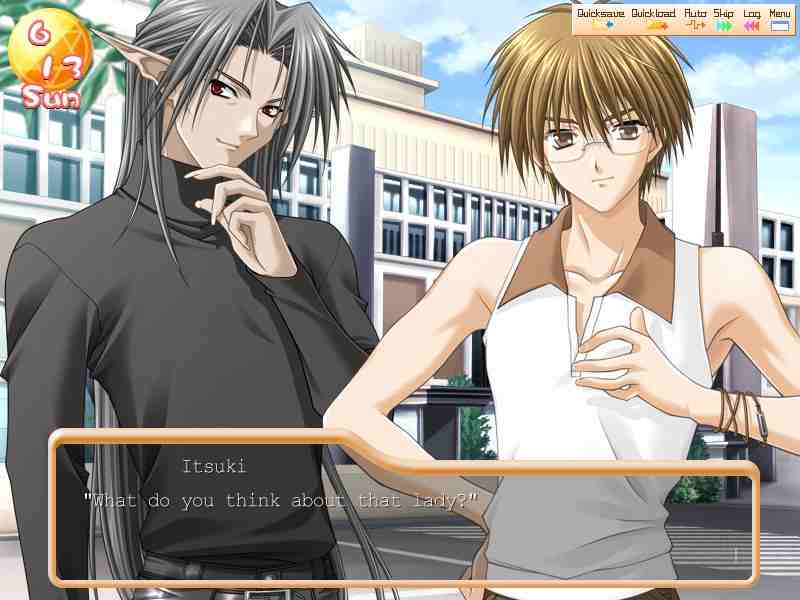 6
13
Sun
Quicksave Quickload Auto Skip Log Menu
Itsuki
"What do you think about that lady?"